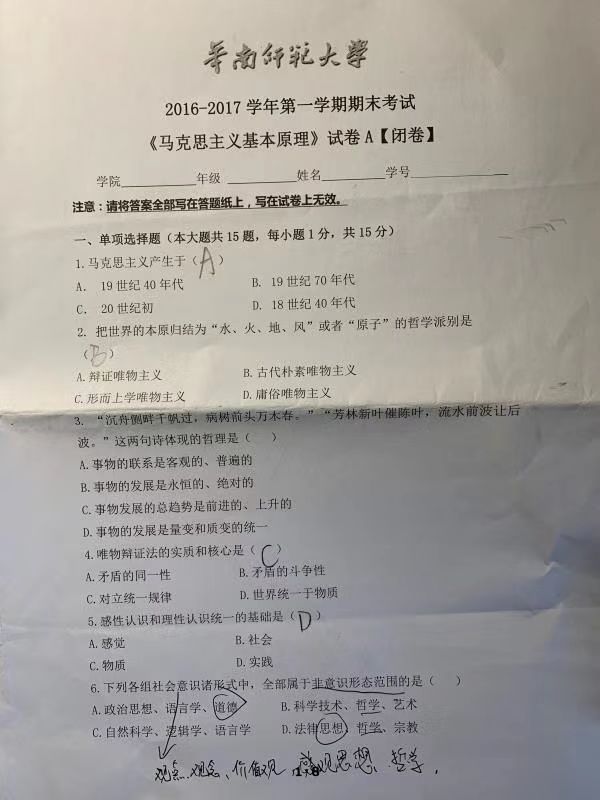 华南师范大学
2016-2017 学年第一学期期末考试
《马克思主义基本原理》试卷 A【闭卷】
学院__________年级 __________姓名__________学号______________
注意：请将答案全部写在答题纸上，写在试卷上无效。
一、单项选择题（本大题共 15 题，每小题 1 分，共 15 分）
1.马克思主义产生于（ A ）
A. 19 世纪 40 年代 B. 19 世纪 70 年代
C. 20 世纪初 D. 18 世纪 40 年代
2. 把世界的本原归结为“水、火、地、风”或者“原子”的哲学派别是
（ B ）
A.辩证唯物主义 B.古代朴素唯物主义
C.形而上学唯物主义 D.庸俗唯物主义
3. “沉舟侧畔千帆过，病树前头万木春。”“芳林新叶催陈叶，流水前波让后
波。”这两句诗体现的哲理是（ ）
A.事物的联系是客观的、普遍的
B.事物的发展是永恒的、绝对的
C.事物发展的总趋势是前进的、上升的
D.事物的发展是量变和质变的统一
4.唯物辩证法的实质和核心是（ C ）
A.矛盾的同一性 B.矛盾的斗争性
C.对立统一规律 D.世界统一于物质
5.感性认识和理性认识统一的基础是（ D ）
A.感觉 B.社会
C.物质 D.实践
6.下列各组社会意识诸形式中，全部属于非意识形态范围的是（ ）
A.政治思想、语言学、道德 B.科学技术、哲学、艺术
C.自然科学、逻辑学、语言学 D.法律思想、哲学、宗教
观点、观念、价值观 思想、哲学，